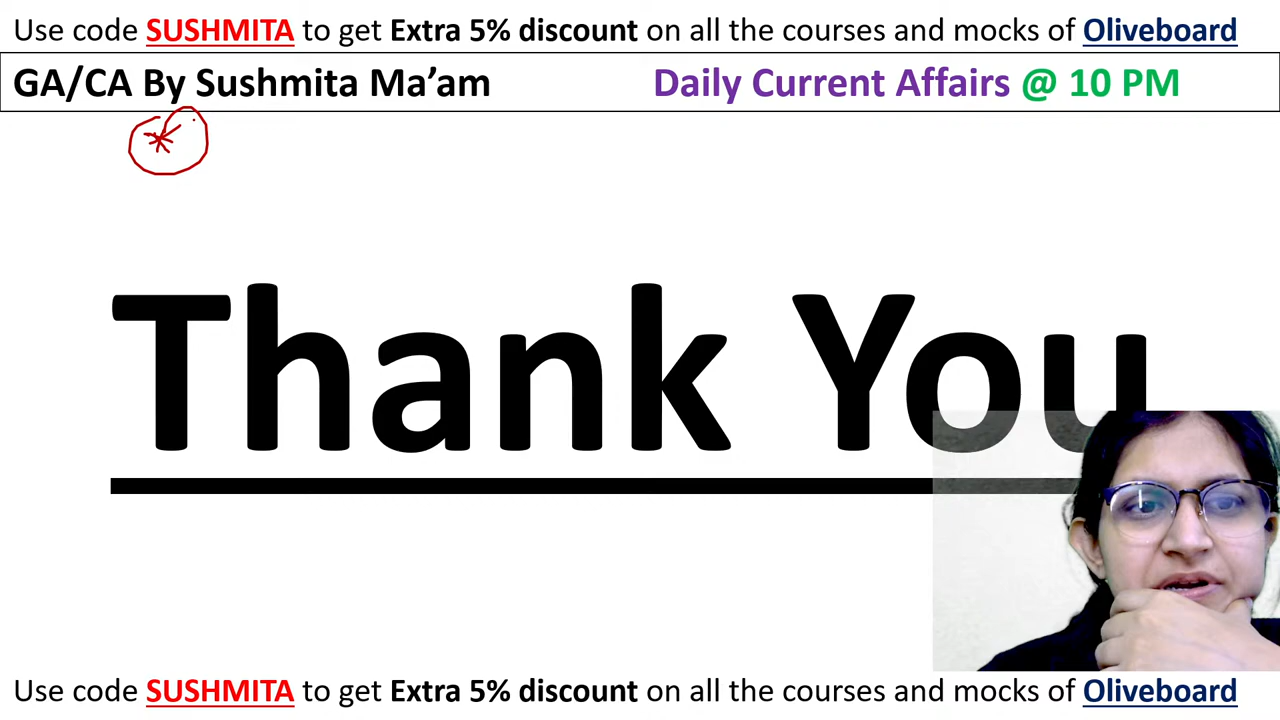 Use code SUSHMITA to get Extra 5% discount on all the courses and mocks of Oliveboard
GA/CA By Sushmita Ma’am Daily Current Affairs @ 10 PM
Thank You
Use code SUSHMITA to get Extra 5% discount on all the courses and mocks of Oliveboard